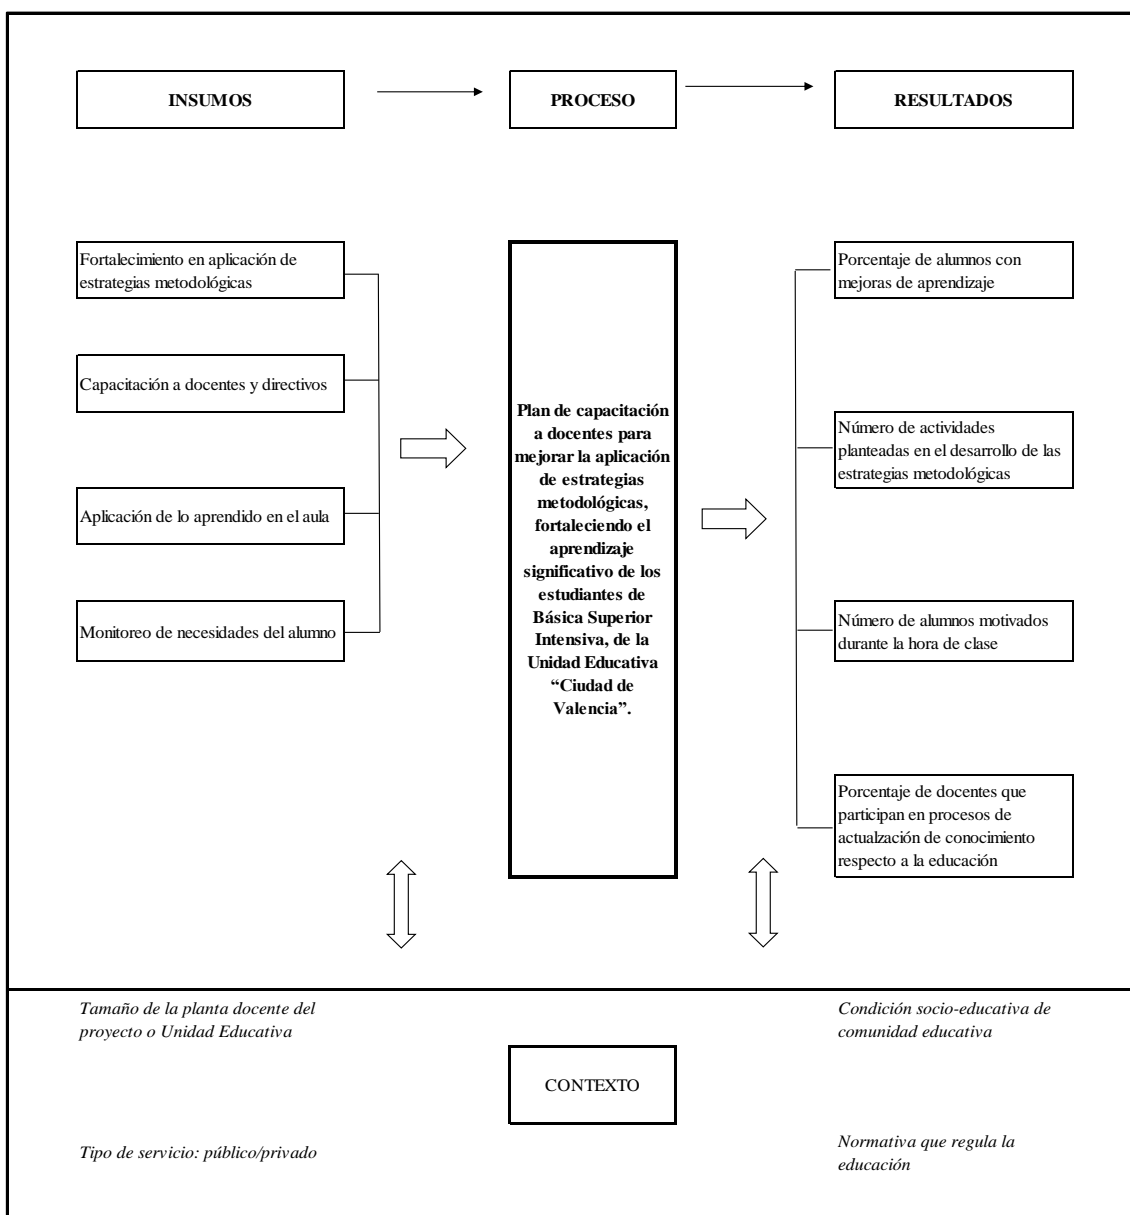 INSUMOS
PROCESO
RESULTADOS
Fortalecimiento en aplicación de
estrategias metodológicas
Capacitación a docentes y directivos
Aplicación de lo aprendido en el aula
Monitoreo de necesidades del alumno
Plan de capacitación
a docentes para
mejorar la aplicación
de estrategias
metodológicas,
fortaleciendo el
aprendizaje
significativo de los
estudiantes de
Básica Superior
Intensiva, de la
Unidad Educativa
“Ciudad de
Valencia”.
Porcentaje de alumnos con
mejoras de aprendizaje
Número de actividades
planteadas en el desarrollo de las
estrategias metodológicas
Número de alumnos motivados
durante la hora de clase
Porcentaje de docentes que
participan en procesos de
actualzación de conocimiento
respecto a la educación
Tamaño de la planta docente del
proyecto o Unidad Educativa
Tipo de servicio: público/privado
CONTEXTO
Condición socio-educativa de
comunidad educativa
Normativa que regula la
educación